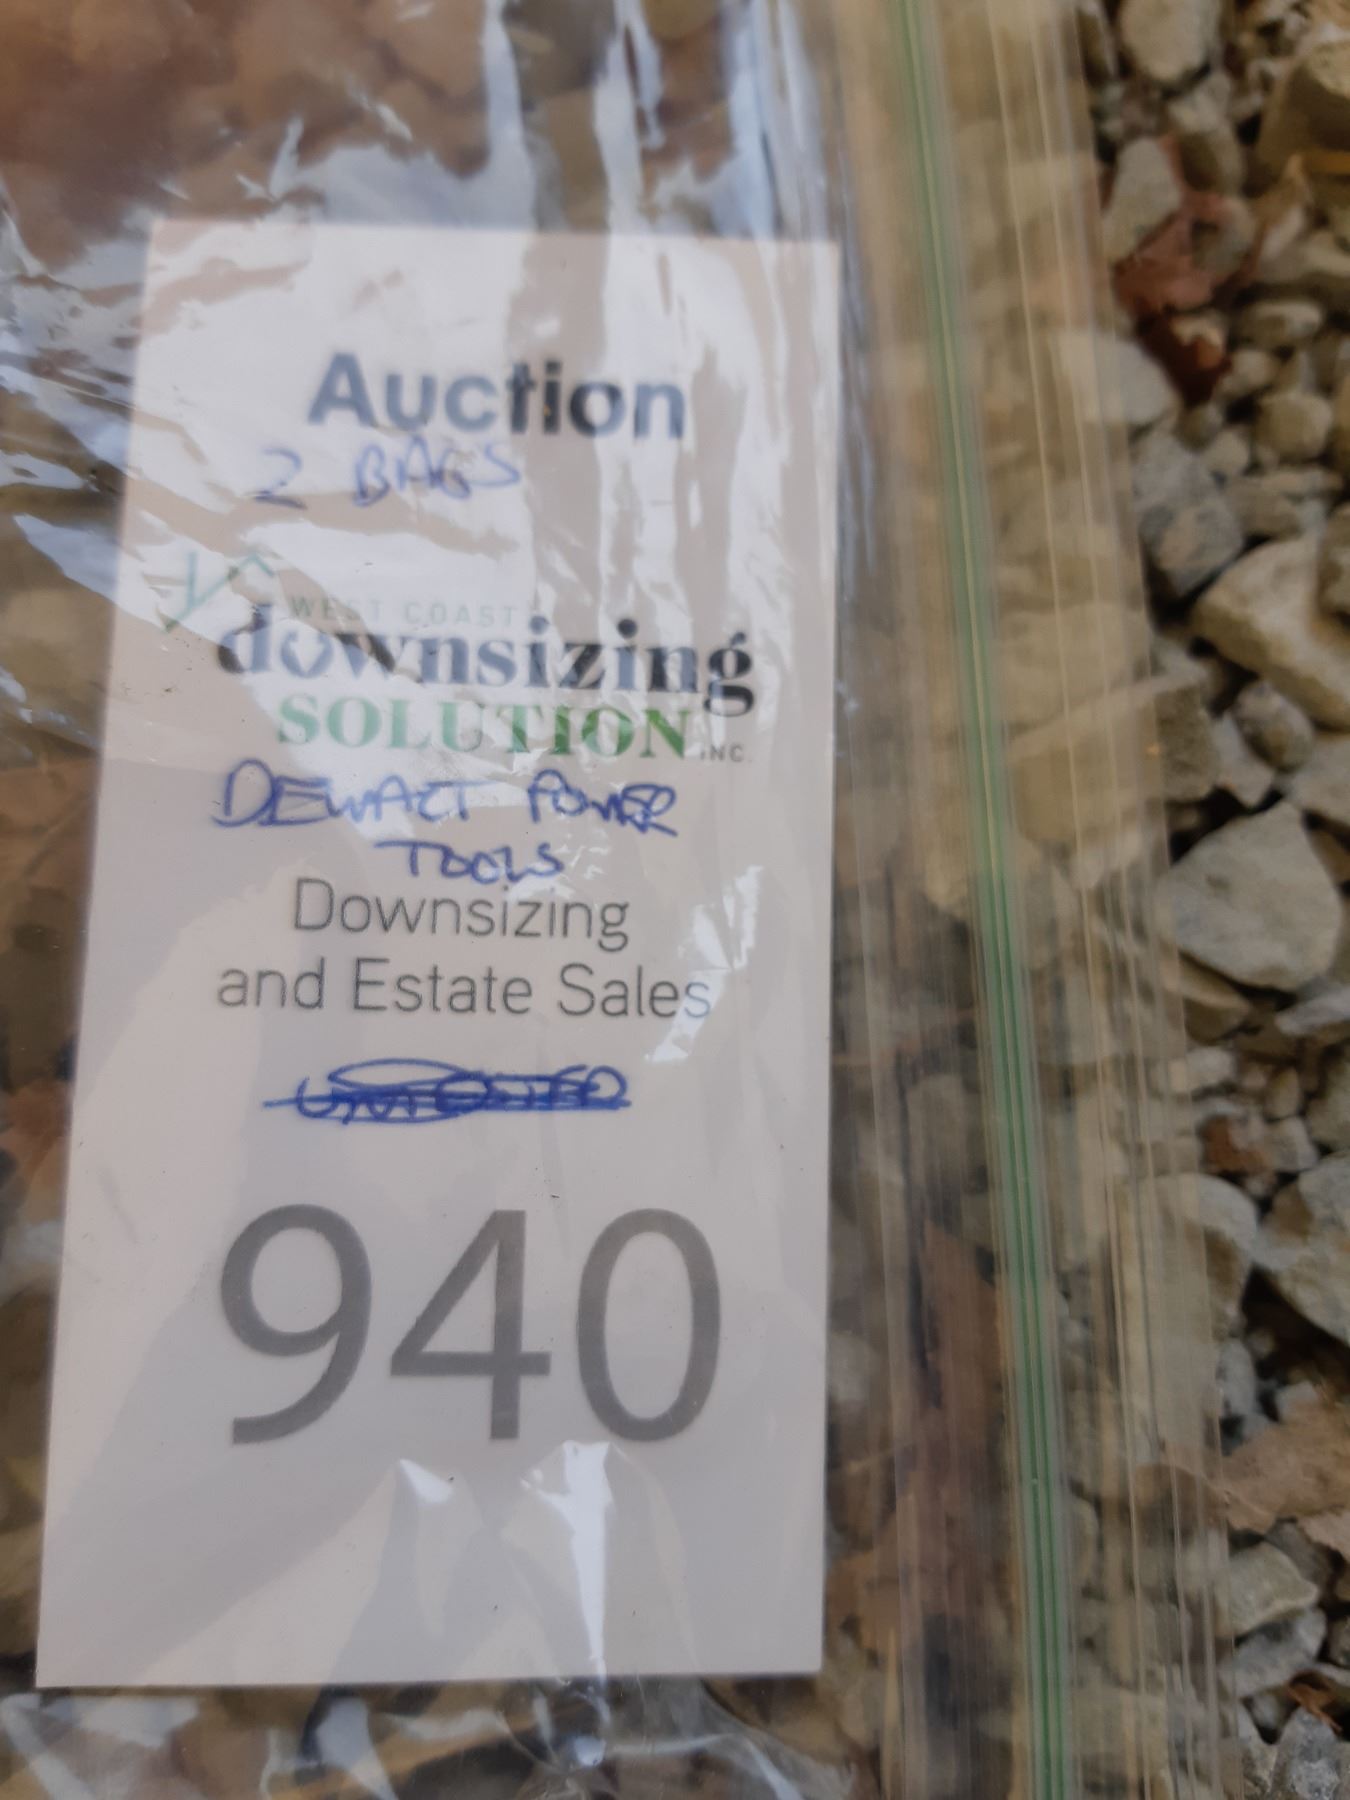 Auction
2 BAGS
WEST COAST
downsizing
SOLUTION INC.
DEWALT POWER
TOOLS
Downsizing
and Estate Sales
940